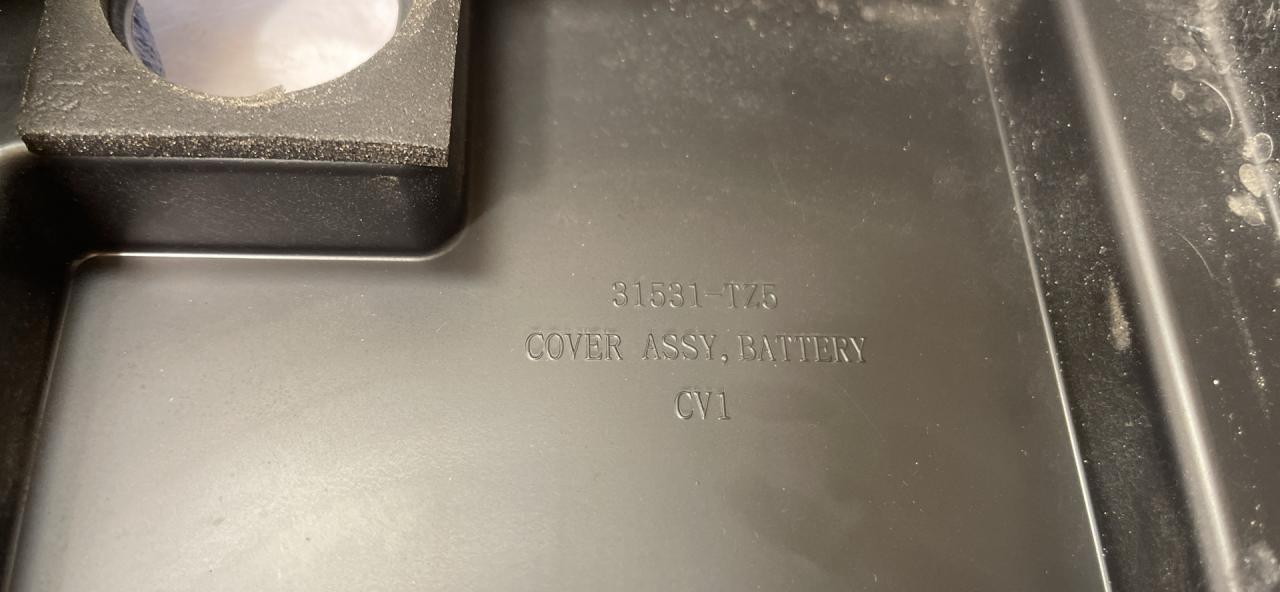 31531-TZ5
COVER ASSY, BATTERY
CV1